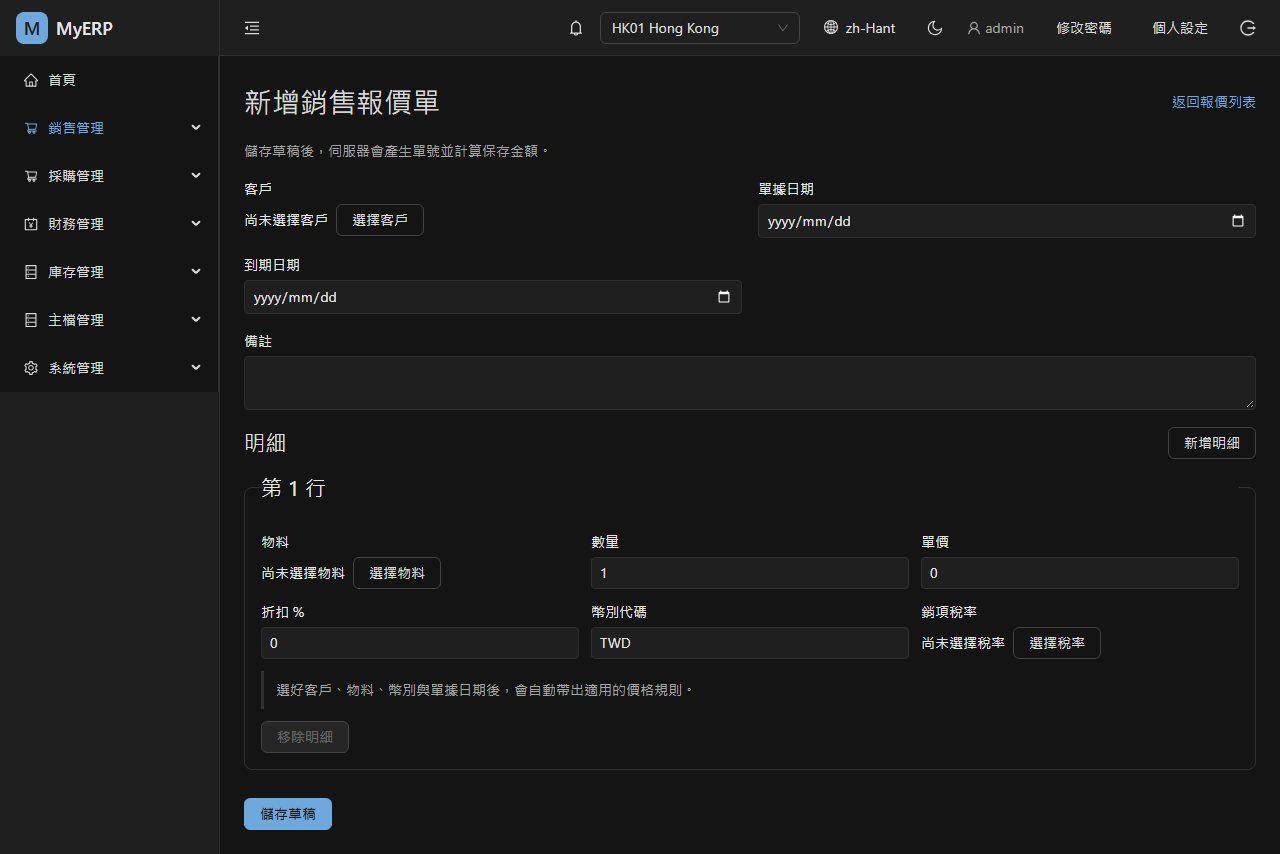 M MyERP
HK01 Hong Kong
zh-Hant
admin
修改密碼
個人設定
首頁
銷售管理
採購管理
財務管理
庫存管理
主檔管理
系統管理
新增銷售報價單
返回報價列表
儲存草稿後，伺服器會產生單號並計算保存金額。
客戶
尚未選擇客戶 選擇客戶
單據日期
yyyy/mm/dd
到期日期
yyyy/mm/dd
備註
明細
新增明細
第 1 行
物料
尚未選擇物料 選擇物料
數量
1
單價
0
折扣 %
0
幣別代碼
TWD
銷項稅率
尚未選擇稅率 選擇稅率
選好客戶、物料、幣別與單據日期後，會自動帶出適用的價格規則。
移除明細
儲存草稿